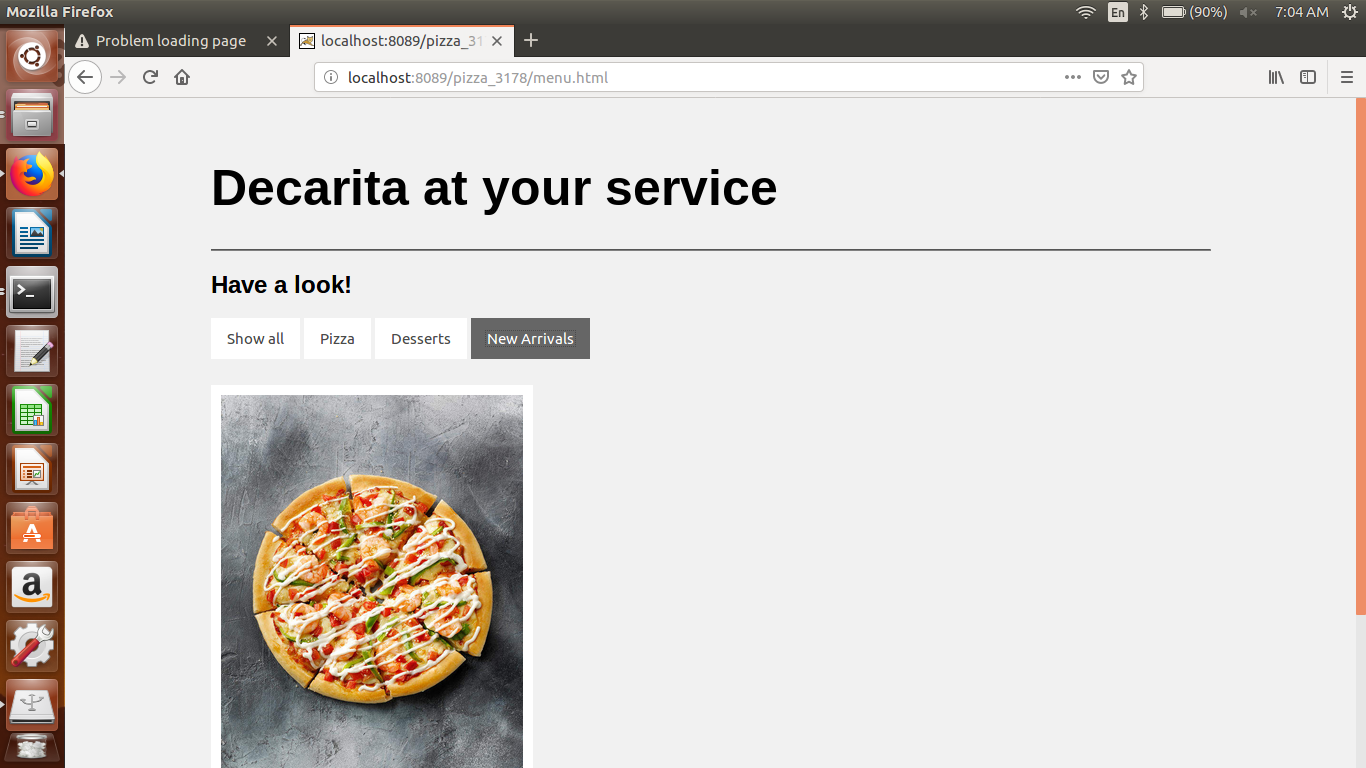 Mozilla Firefox
En
(90%)
7:04 AM
Problem loading page
localhost:8089/pizza_31
localhost:8089/pizza_3178/menu.html
Decarita at your service
Have a look!
Show all
Pizza
Desserts
New Arrivals